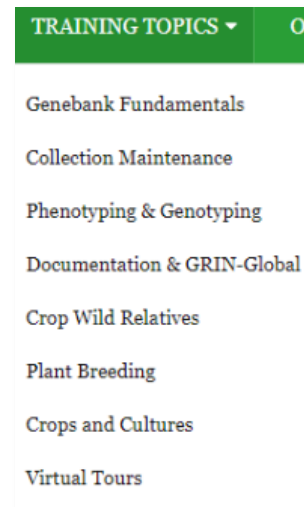 TRAINING TOPICS
Genebank Fundamentals
Collection Maintenance
Phenotyping & Genotyping
Documentation & GRIN-Global
Crop Wild Relatives
Plant Breeding
Crops and Cultures
Virtual Tours